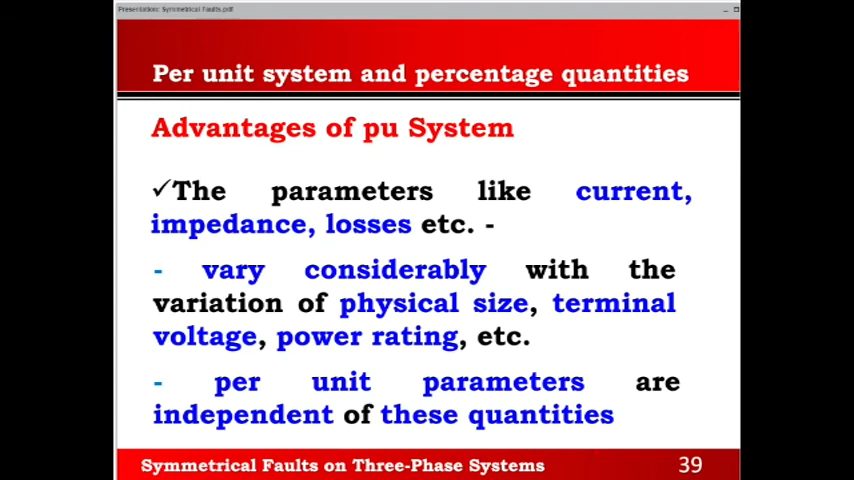 Presentation: Symmetrical Faults.pdf
Per unit system and percentage quantities
Advantages of pu System
✓The parameters like current,
impedance, losses etc. -
- vary considerably with the
variation of physical size, terminal
voltage, power rating, etc.
- per unit parameters are
independent of these quantities
Symmetrical Faults on Three-Phase Systems 39